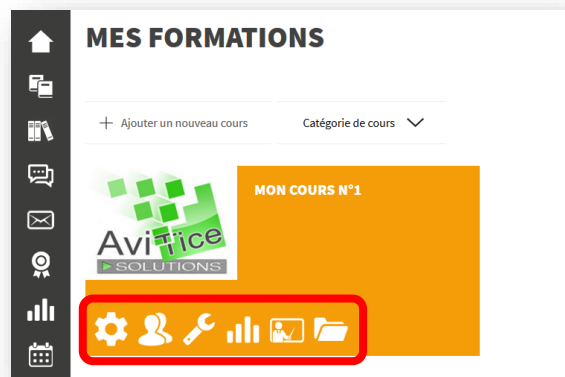 MES FORMATIONS
Ajouter un nouveau cours
Catégorie de cours
MON COURS N°1
AviTice
SOLUTIONS